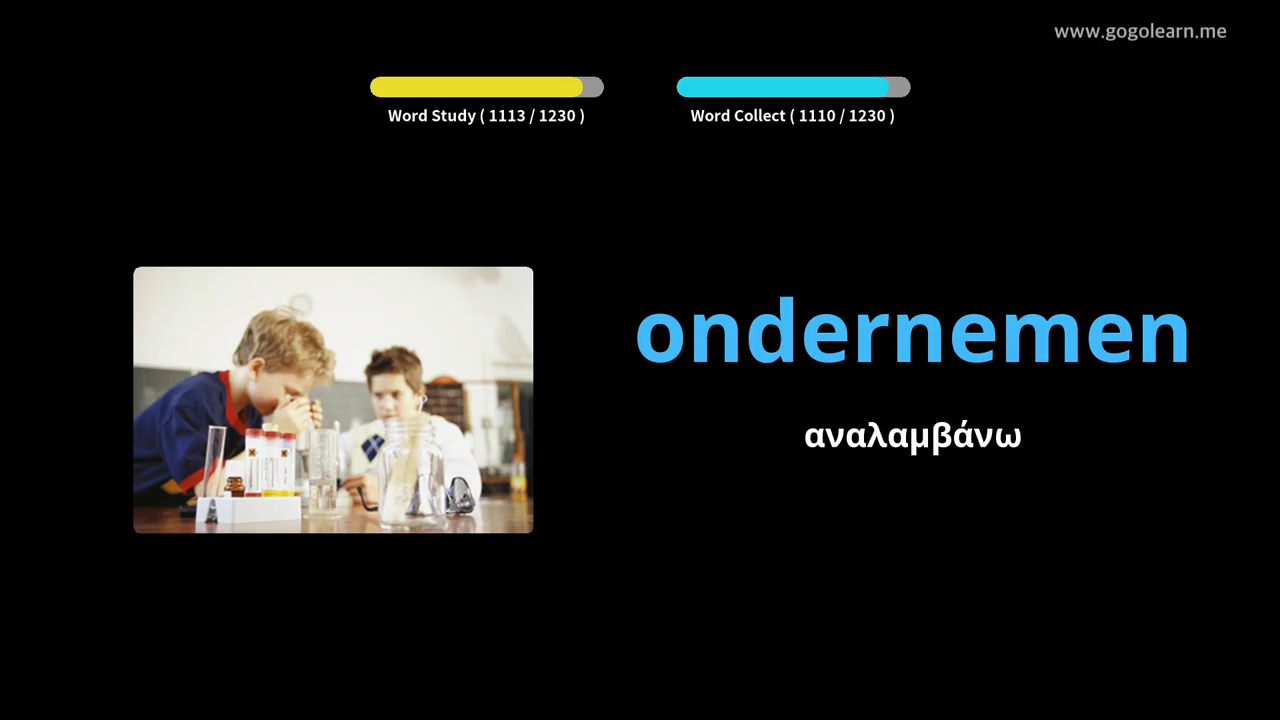 www.gogolearn.me
Word Study ( 1113 / 1230 )
Word Collect ( 1110 / 1230 )
ondernemen
αναλαμβάνω